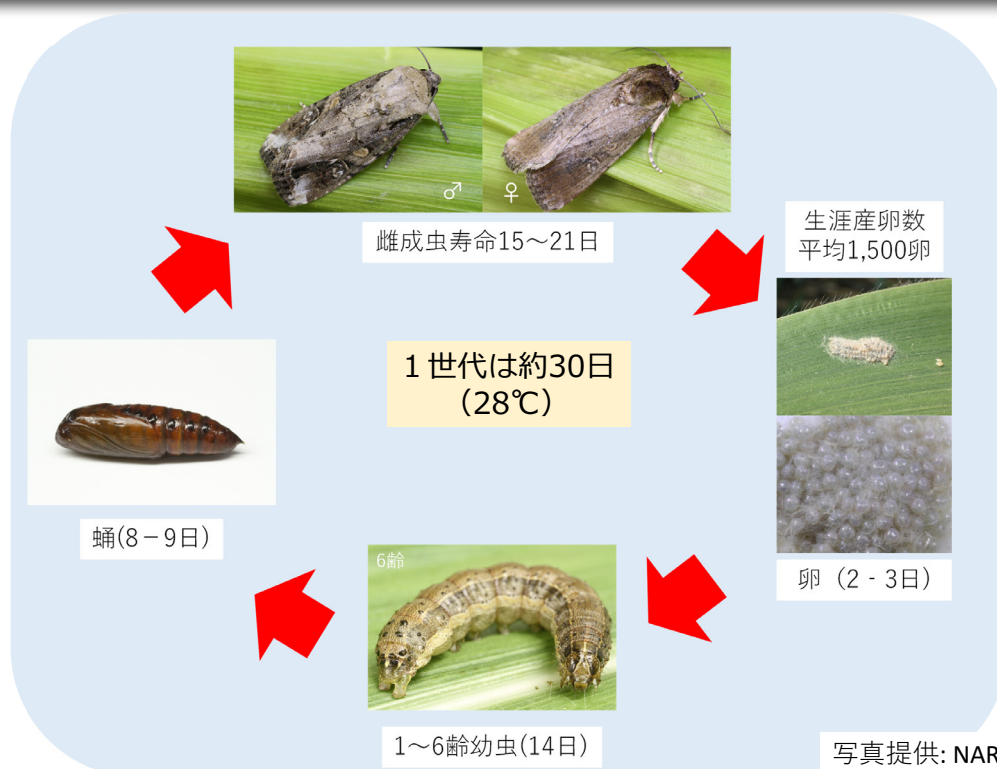 ♂
♀
雌成虫寿命15～21日
生涯産卵数
平均1,500卵
１世代は約30日
（28℃）
蛹(8－9日)
6齢
卵（2 - 3日）
1～6齢幼虫(14日)
写真提供: NAR